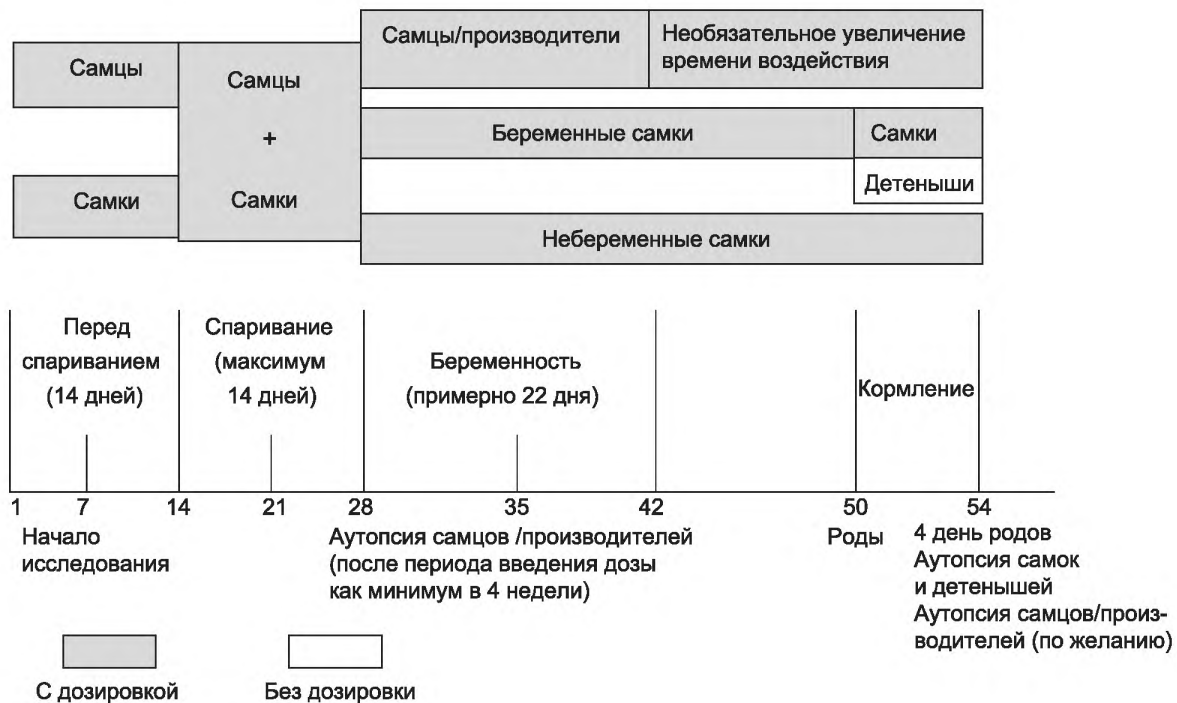 Самцы
Самцы
+
Самки
Самки
Самцы/производители
Необязательное увеличение
времени воздействия
Беременные самки
Самки
Детеныши
Небеременные самки
Перед
спариванием
(14 дней)
Спаривание
(максимум
14 дней)
Беременность
(примерно 22 дня)
Кормление
1 7 14 21 28 35 42 50 54
Начало
исследования
Аутопсия самцов /производителей
(после периода введения дозы
как минимум в 4 недели)
Роды
4 день родов
Аутопсия самок
и детенышей
Аутопсия самцов/произ-
водителей (по желанию)
С дозировкой
Без дозировки